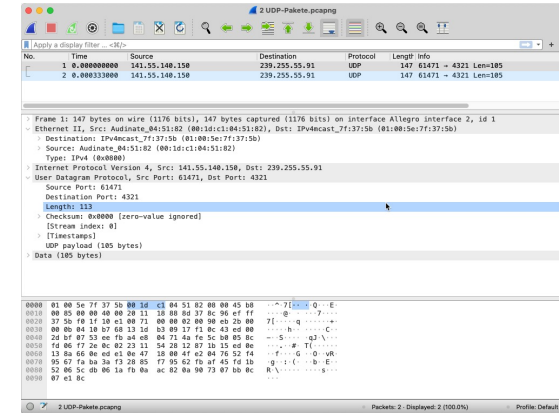 2 UDP-Pakete.pcapng
Apply a display filter ... <⌘/>
No. Time Source Destination Protocol Length Info
1 0.000000000 141.55.140.150 239.255.55.91 UDP 147 61471 → 4321 Len=105
2 0.000333000 141.55.140.150 239.255.55.91 UDP 147 61471 → 4321 Len=105
> Frame 1: 147 bytes on wire (1176 bits), 147 bytes captured (1176 bits) on interface Allegro interface 2, id 1
Ethernet II, Src: Audinate_04:51:82 (00:1d:c1:04:51:82), Dst: IPv4mcast_7f:37:5b (01:00:5e:7f:37:5b)
> Destination: IPv4mcast_7f:37:5b (01:00:5e:7f:37:5b)
> Source: Audinate_04:51:82 (00:1d:c1:04:51:82)
Type: IPv4 (0x0800)
> Internet Protocol Version 4, Src: 141.55.140.150, Dst: 239.255.55.91
User Datagram Protocol, Src Port: 61471, Dst Port: 4321
Source Port: 61471
Destination Port: 4321
Length: 113
> Checksum: 0x0000 [zero-value ignored]
[Stream index: 0]
> [Timestamps]
UDP payload (105 bytes)
> Data (105 bytes)
0000 01 00 5e 7f 37 5b 00 1d c1 04 51 82 08 00 45 b8
0010 00 85 00 00 40 00 20 11 18 88 8d 37 8c 96 ef ff
0020 37 5b f0 1f 10 e1 00 71 00 00 02 00 90 eb 2b 00
0030 00 0b 04 10 b7 68 13 1d b3 09 17 f1 0c 43 ed 00
0040 2d bf 07 53 ee fb a4 e8 04 71 4a fe 5c b0 05 8c
0050 fd 06 f7 2e 0c 02 23 11 54 28 12 87 1b 15 ed 0e
0060 13 8a 66 0e ed e1 0e 47 18 00 4f e2 04 76 52 f4
0070 95 67 fa ba 3a f3 28 85 f7 95 62 fb af 45 fd 1b
0080 52 06 5c db 06 1a fb 0a ac 82 0a 90 73 07 bb 0c
0090 07 e1 8c
2 UDP-Pakete.pcapng Packets: 2 · Displayed: 2 (100.0%) Profile: Default